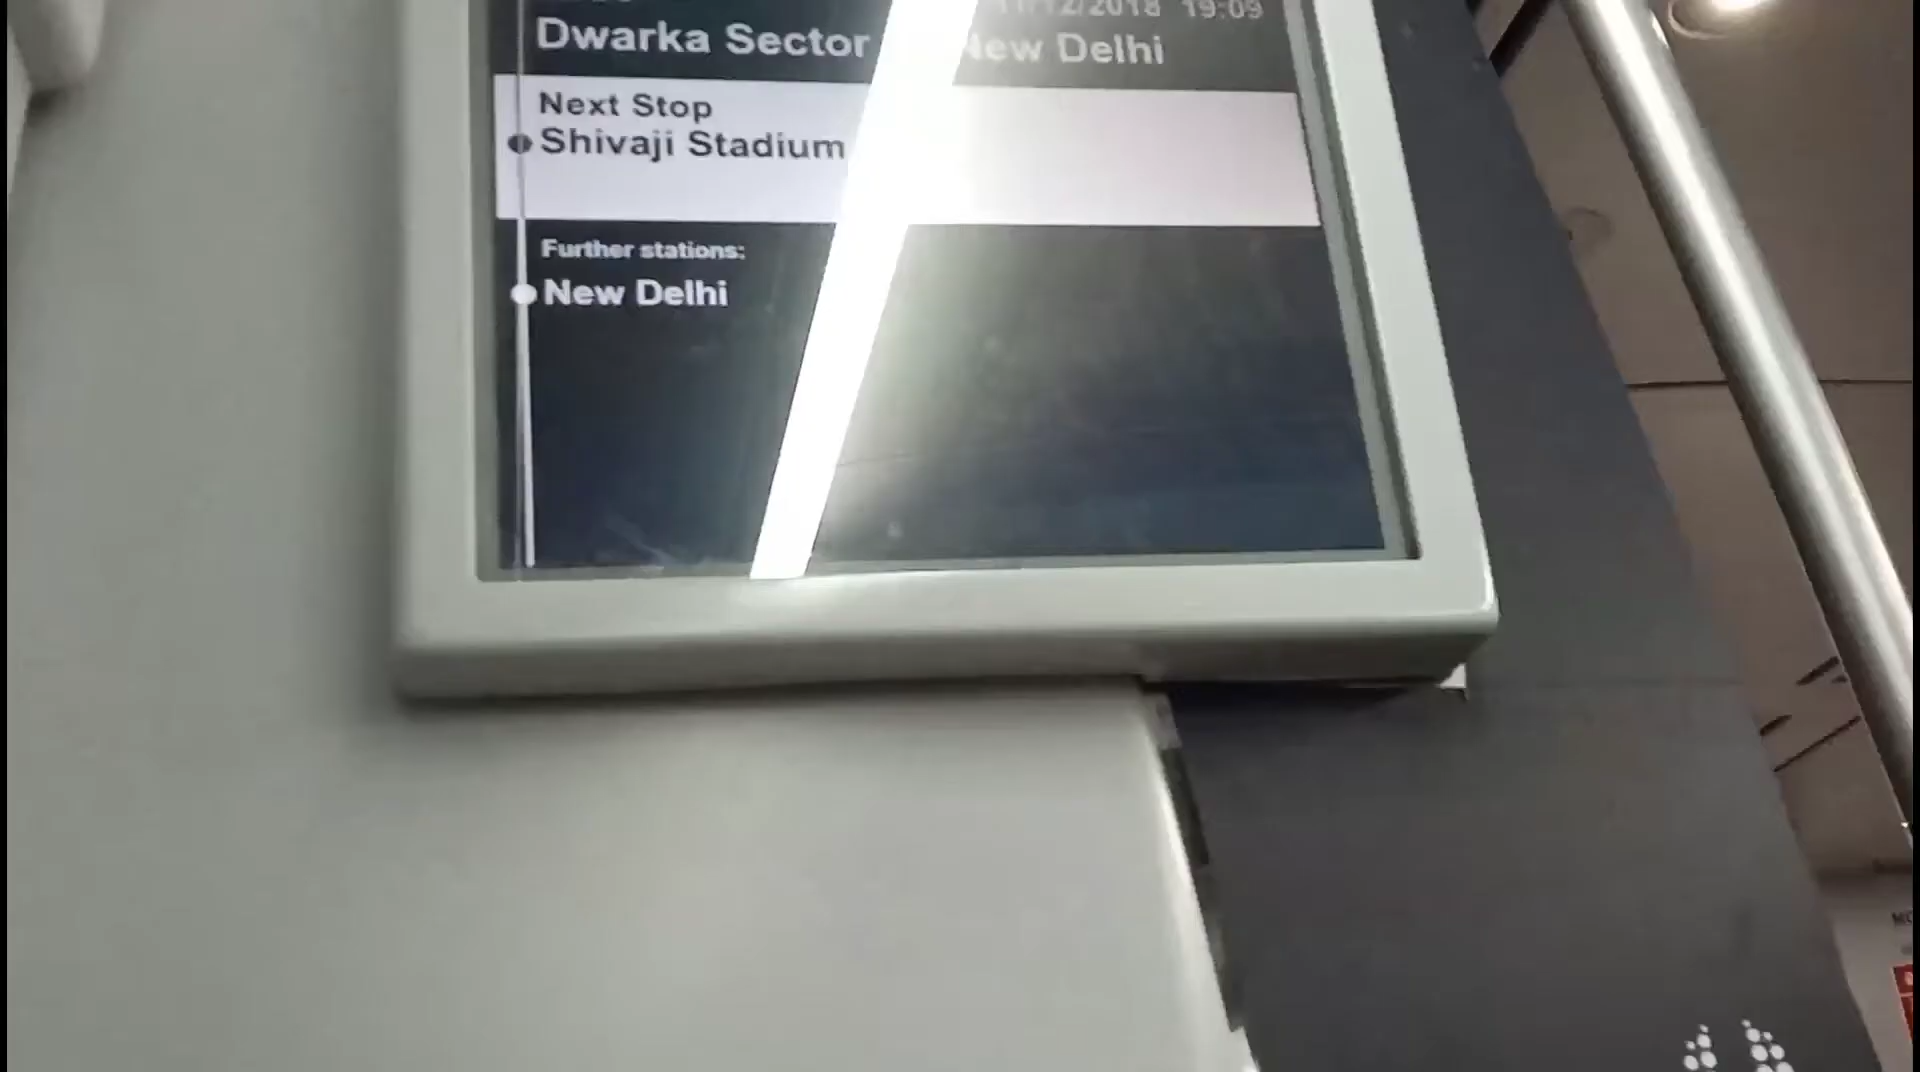 11/12/2018 19:09
Dwarka Sector New Delhi
Next Stop
Shivaji Stadium
Further stations:
New Delhi